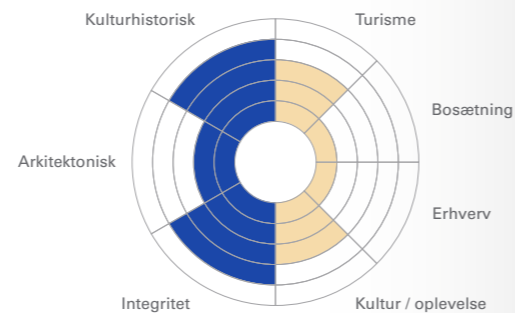 Kulturhistorisk
Turisme
Bosætning
Arkitektonisk
Erhverv
Integritet
Kultur / oplevelse